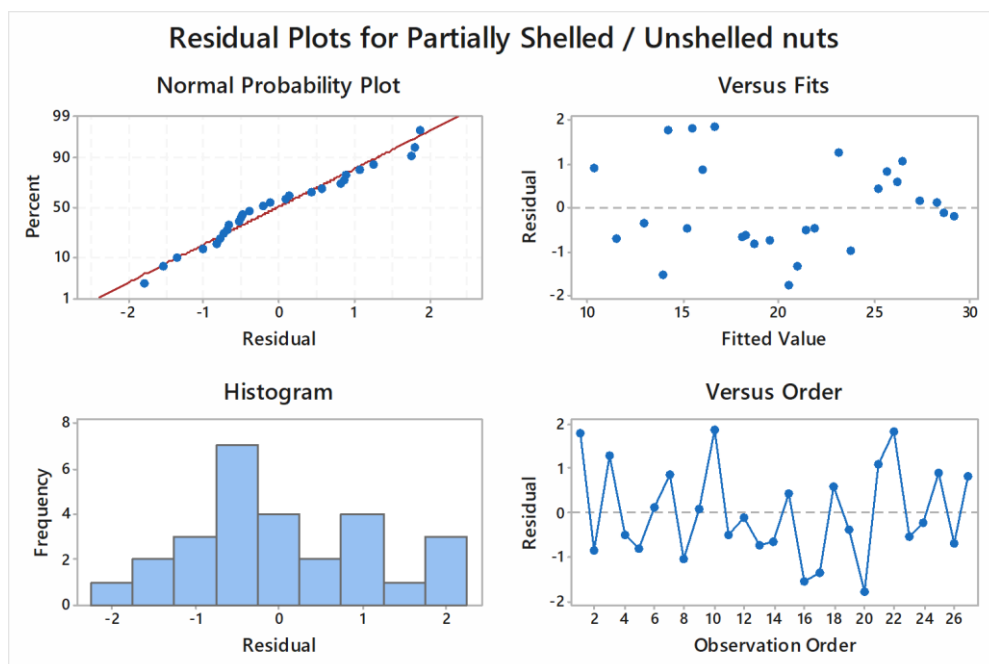 Residual Plots for Partially Shelled / Unshelled nuts
Normal Probability Plot
99
90
50
10
1
Percent
-2 -1 0 1 2
Residual
Versus Fits
2
1
0
-1
-2
Residual
10 15 20 25 30
Fitted Value
Histogram
8
6
4
2
0
Frequency
-2 -1 0 1 2
Residual
Versus Order
2
1
0
-1
-2
Residual
2 4 6 8 10 12 14 16 18 20 22 24 26
Observation Order